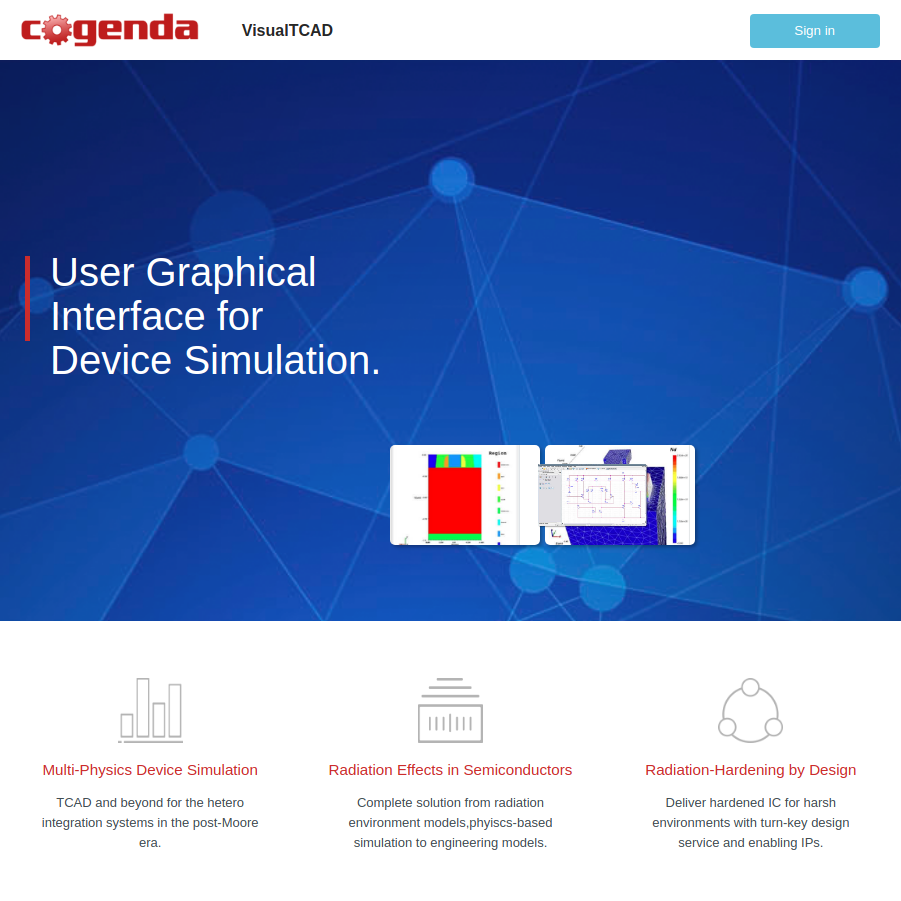 cogenda
VisualTCAD
Sign in
User Graphical
Interface for
Device Simulation.
Region
Multi-Physics Device Simulation
TCAD and beyond for the hetero
integration systems in the post-Moore
era.
Radiation Effects in Semiconductors
Complete solution from radiation
environment models,phyiscs-based
simulation to engineering models.
Radiation-Hardening by Design
Deliver hardened IC for harsh
environments with turn-key design
service and enabling IPs.